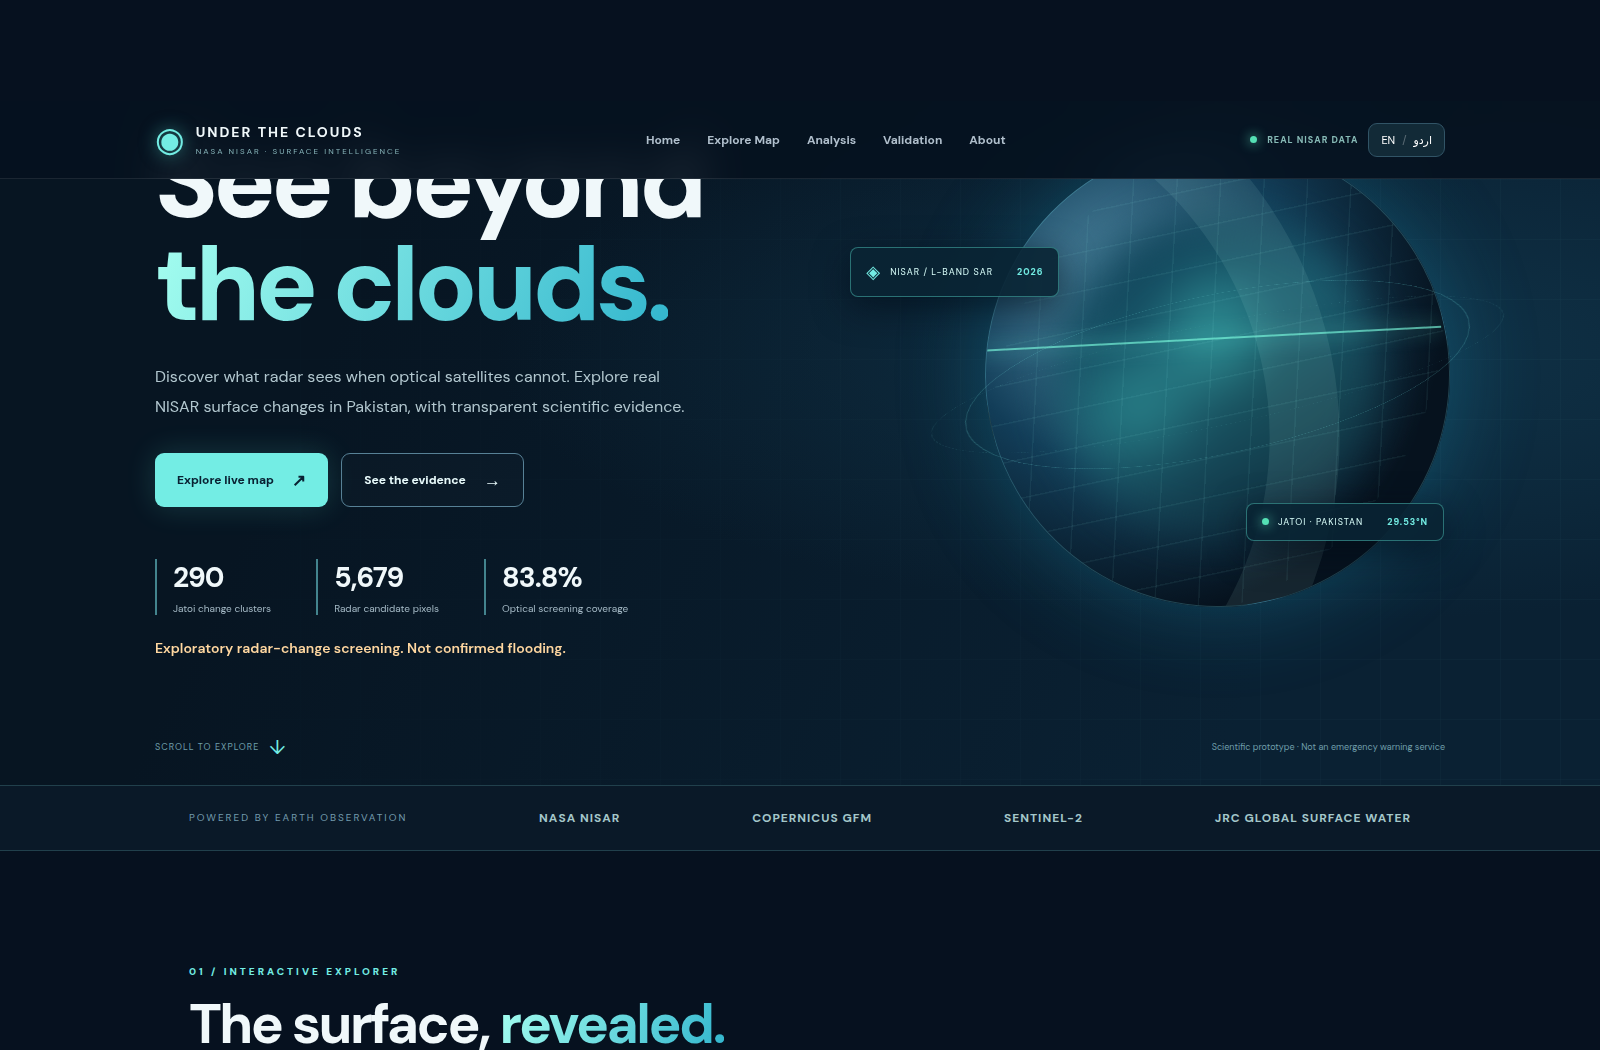 UNDER THE CLOUDS
NASA NISAR · SURFACE INTELLIGENCE
Home
Explore Map
Analysis
Validation
About
REAL NISAR DATA
EN / اردو
See beyond
the clouds.
NISAR / L-BAND SAR 2026
Discover what radar sees when optical satellites cannot. Explore real
NISAR surface changes in Pakistan, with transparent scientific evidence.
Explore live map ↗
See the evidence →
JATOI · PAKISTAN 29.53°N
290
Jatoi change clusters
5,679
Radar candidate pixels
83.8%
Optical screening coverage
Exploratory radar-change screening. Not confirmed flooding.
SCROLL TO EXPLORE ↓
Scientific prototype · Not an emergency warning service
POWERED BY EARTH OBSERVATION
NASA NISAR
COPERNICUS GFM
SENTINEL-2
JRC GLOBAL SURFACE WATER
01 / INTERACTIVE EXPLORER
The surface, revealed.